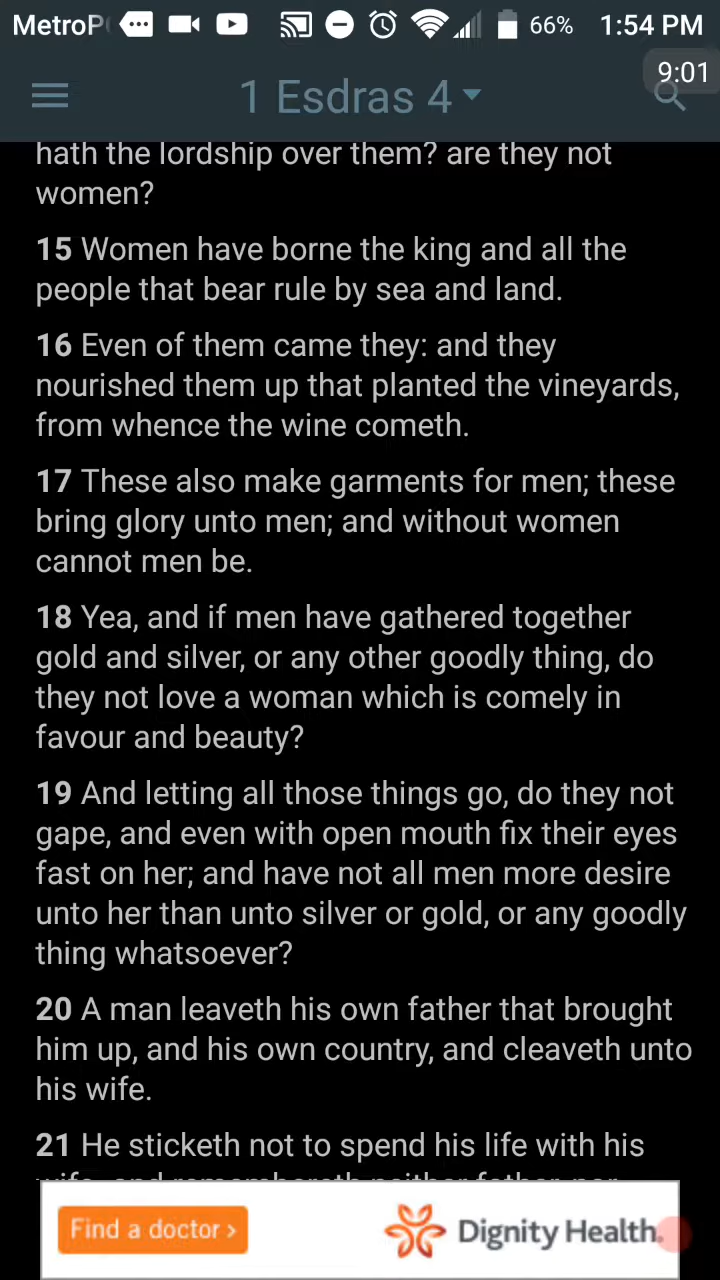 MetroP 66% 1:54 PM
9:01
1 Esdras 4
hath the lordship over them? are they not
women?
15 Women have borne the king and all the
people that bear rule by sea and land.
16 Even of them came they: and they
nourished them up that planted the vineyards,
from whence the wine cometh.
17 These also make garments for men; these
bring glory unto men; and without women
cannot men be.
18 Yea, and if men have gathered together
gold and silver, or any other goodly thing, do
they not love a woman which is comely in
favour and beauty?
19 And letting all those things go, do they not
gape, and even with open mouth fix their eyes
fast on her; and have not all men more desire
unto her than unto silver or gold, or any goodly
thing whatsoever?
20 A man leaveth his own father that brought
him up, and his own country, and cleaveth unto
his wife.
21 He sticketh not to spend his life with his
wife, and remembereth neither father nor
Find a doctor >
Dignity Health.